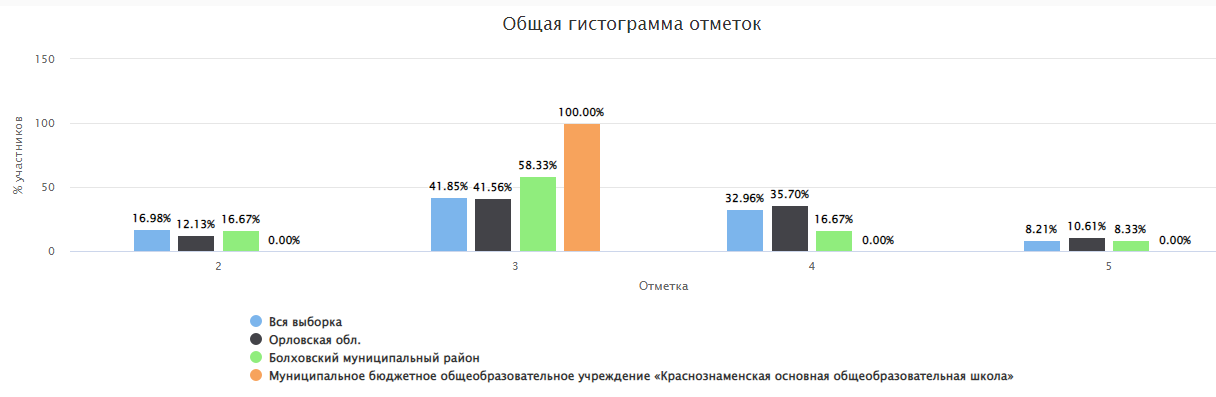 Общая гистограмма отметок
150
100
50
0
% участников
16.98% 12.13% 16.67% 0.00%
41.85% 41.56% 58.33% 100.00%
32.96% 35.70% 16.67% 0.00%
8.21% 10.61% 8.33% 0.00%
2 3 4 5
Отметка
Вся выборка
Орловская обл.
Болховский муниципальный район
Муниципальное бюджетное общеобразовательное учреждение «Краснознаменская основная общеобразовательная школа»